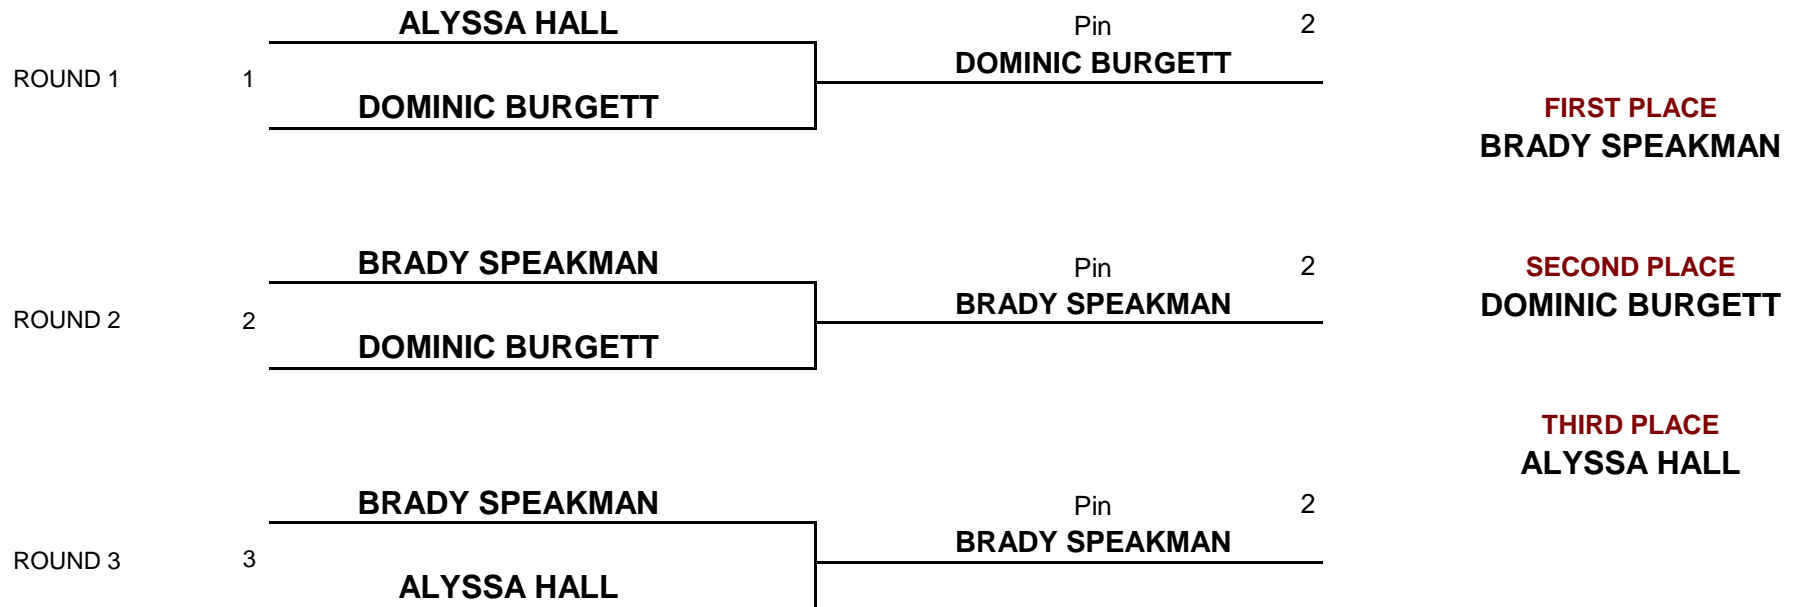 ALYSSA HALL
Pin 2
ROUND 1 1
DOMINIC BURGETT
DOMINIC BURGETT
FIRST PLACE
BRADY SPEAKMAN
BRADY SPEAKMAN
Pin 2
ROUND 2 2
BRADY SPEAKMAN
DOMINIC BURGETT
SECOND PLACE
DOMINIC BURGETT
THIRD PLACE
ALYSSA HALL
BRADY SPEAKMAN
Pin 2
ROUND 3 3
BRADY SPEAKMAN
ALYSSA HALL